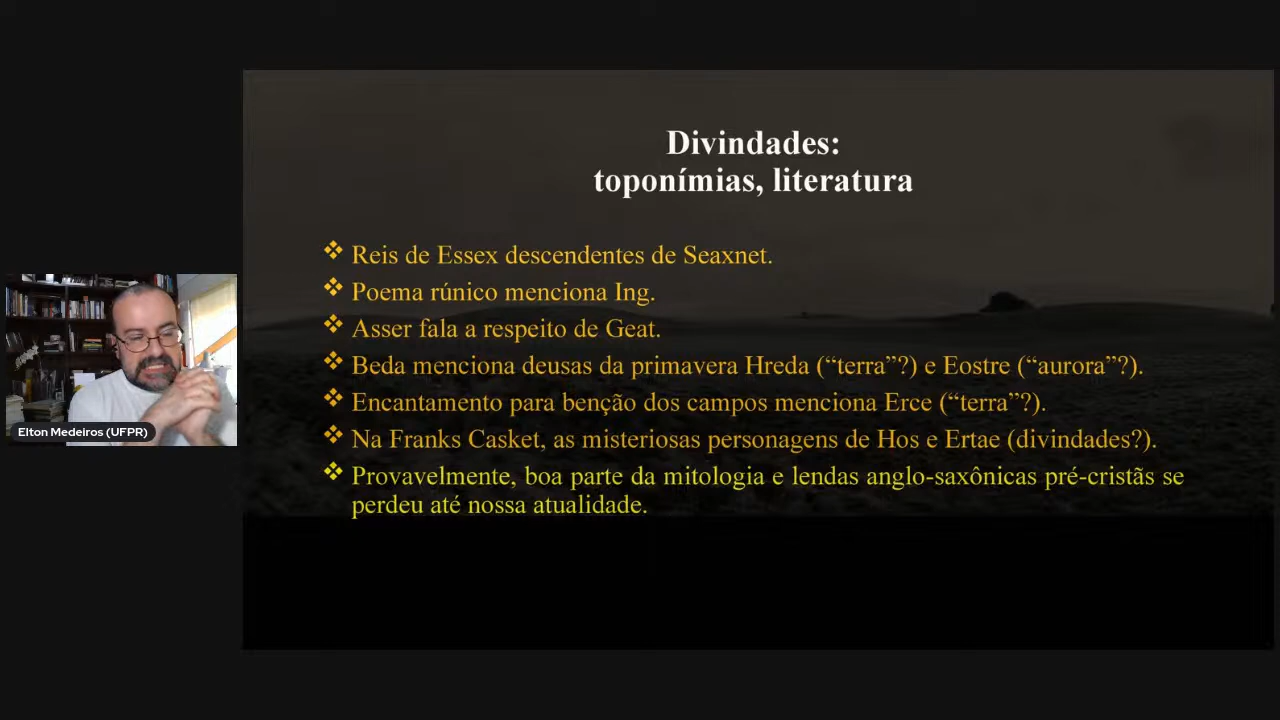 Divindades:
toponímias, literatura
❖ Reis de Essex descendentes de Seaxnet.
❖ Poema rúnico menciona Ing.
❖ Asser fala a respeito de Geat.
❖ Beda menciona deusas da primavera Hreda (“terra”?) e Eostre (“aurora”?).
❖ Encantamento para benção dos campos menciona Erce (“terra”?).
❖ Na Franks Casket, as misteriosas personagens de Hos e Ertae (divindades?).
❖ Provavelmente, boa parte da mitologia e lendas anglo-saxônicas pré-cristãs se
perdeu até nossa atualidade.
Elton Medeiros (UFPR)